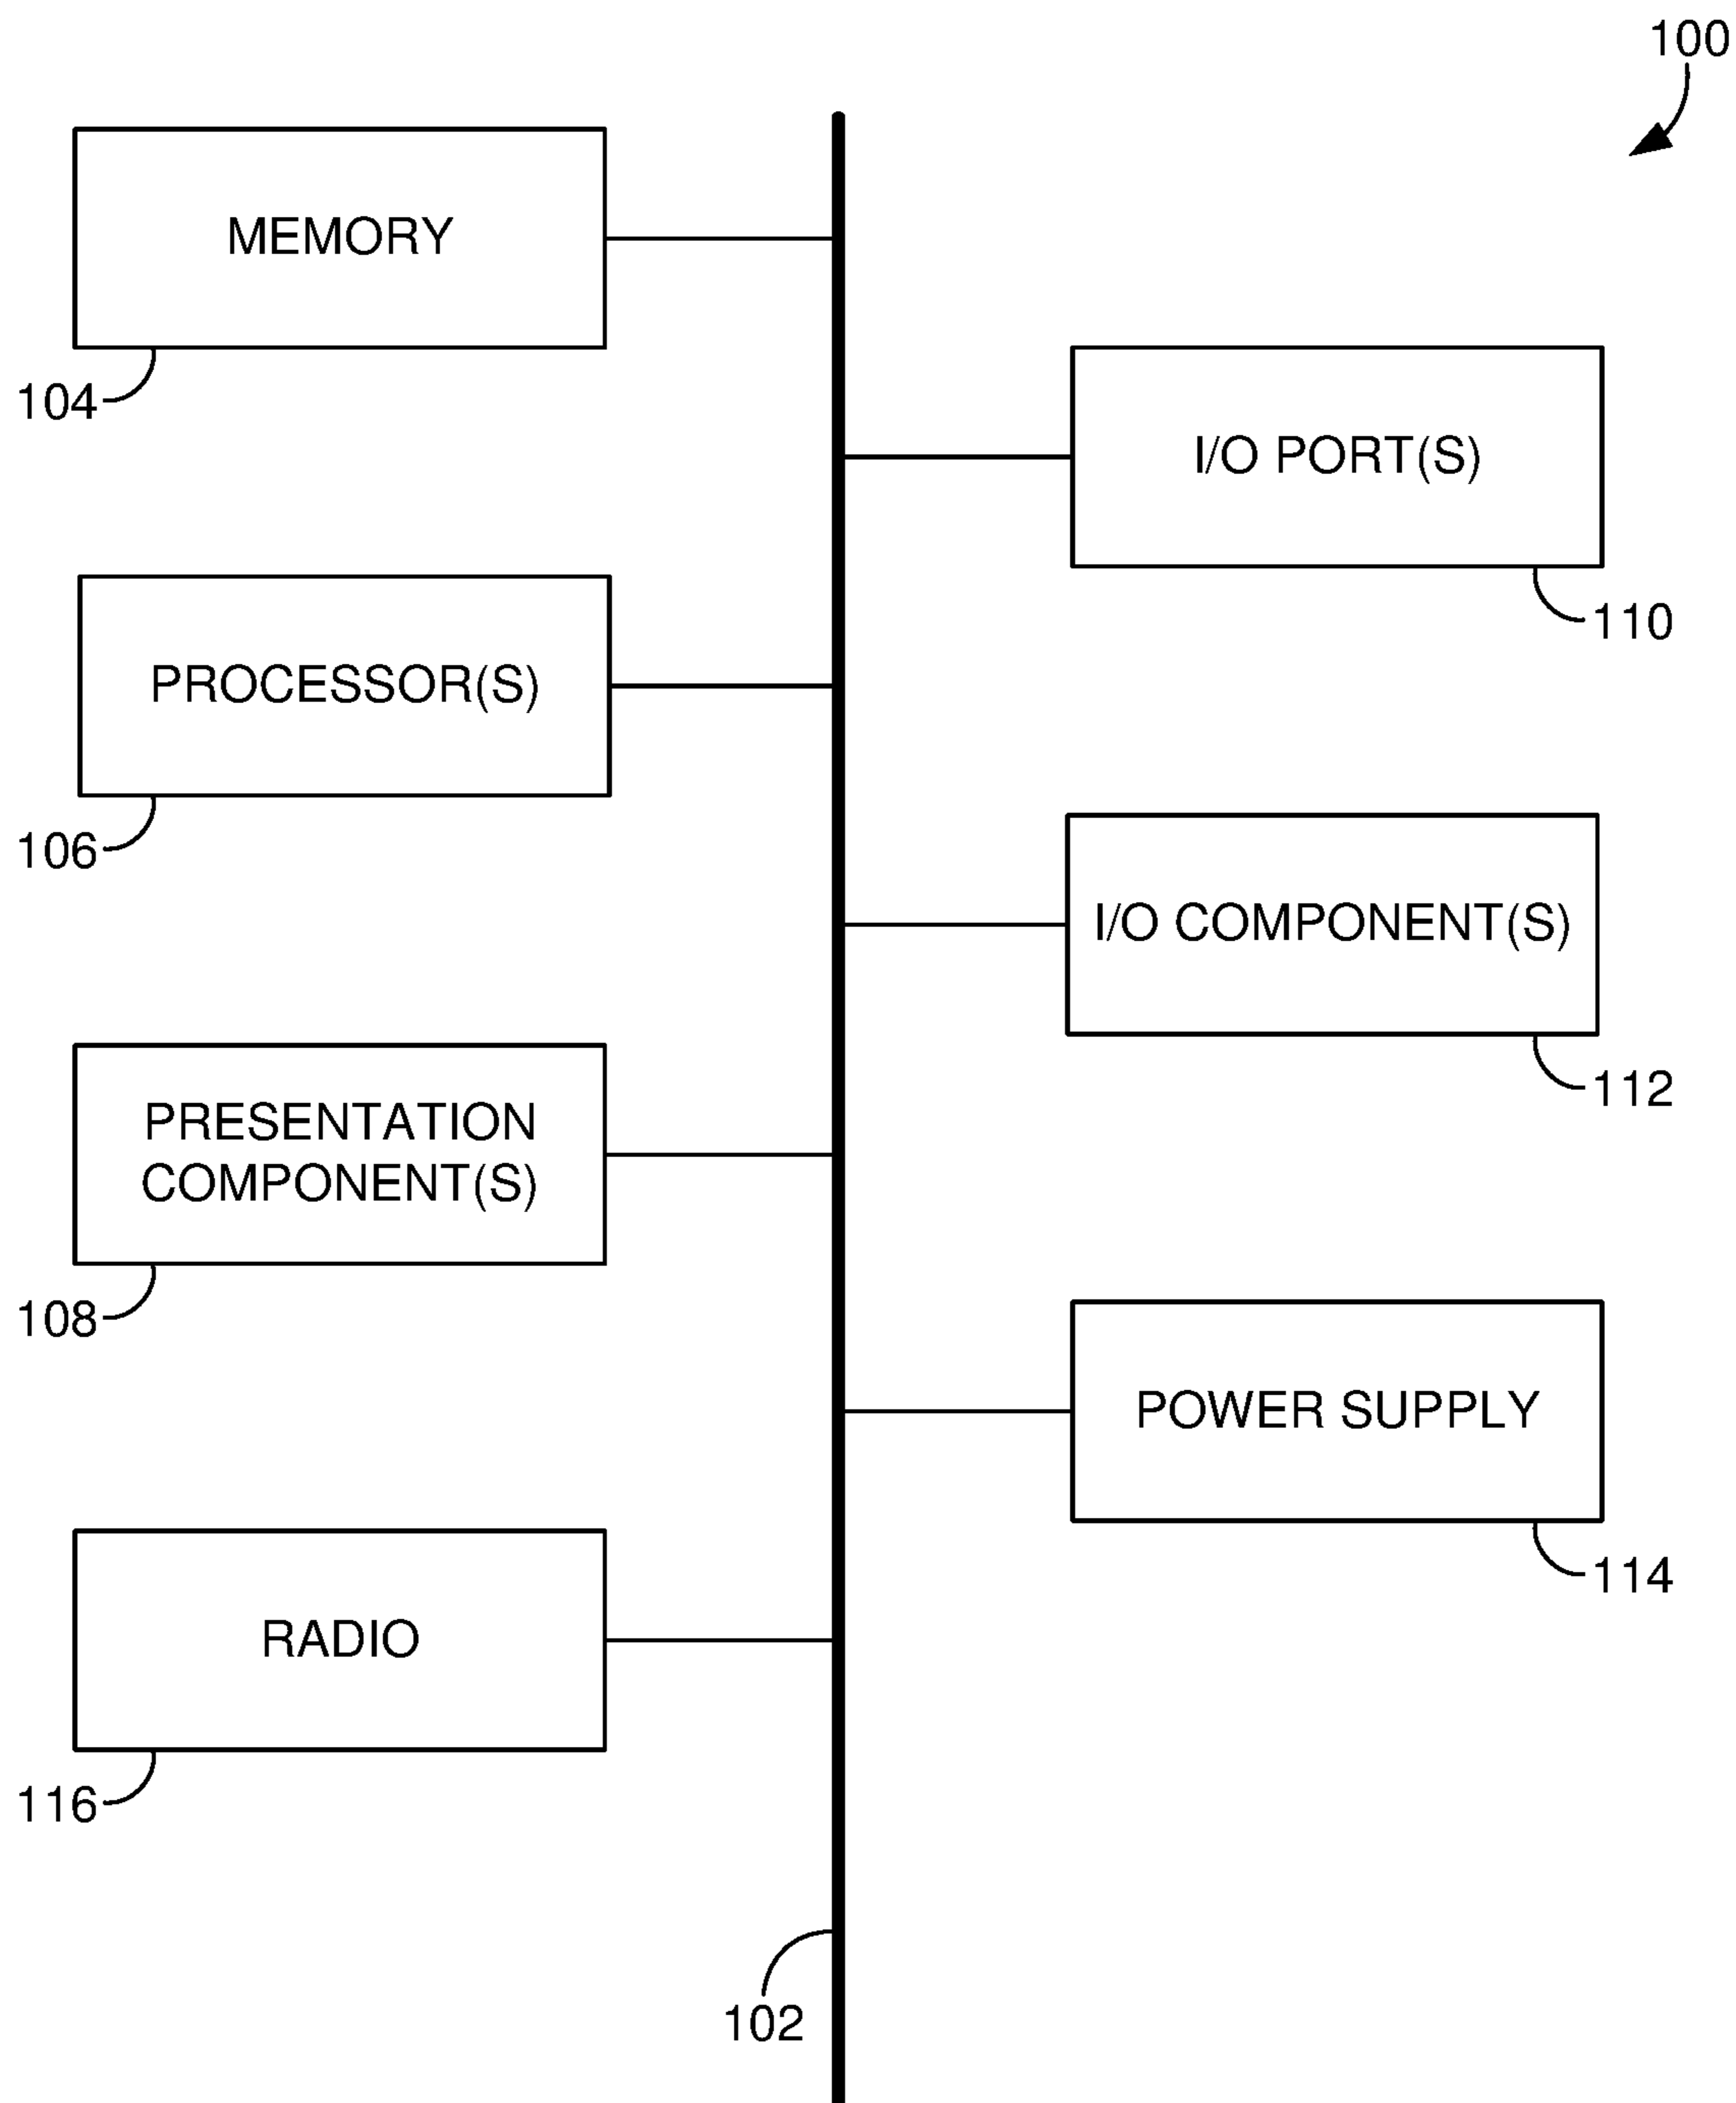 100
MEMORY
104
I/O PORT(S)
110
PROCESSOR(S)
106
I/O COMPONENT(S)
112
PRESENTATION
COMPONENT(S)
108
POWER SUPPLY
114
RADIO
116
102